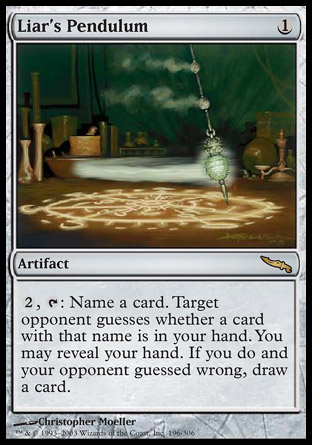 Liar's Pendulum 1
Artifact
2, : Name a card. Target
opponent guesses whether a card
with that name is in your hand. You
may reveal your hand. If you do and
your opponent guessed wrong, draw
a card.
Christopher Moeller
™ & © 1993–2003 Wizards of the Coast, Inc. 196/306